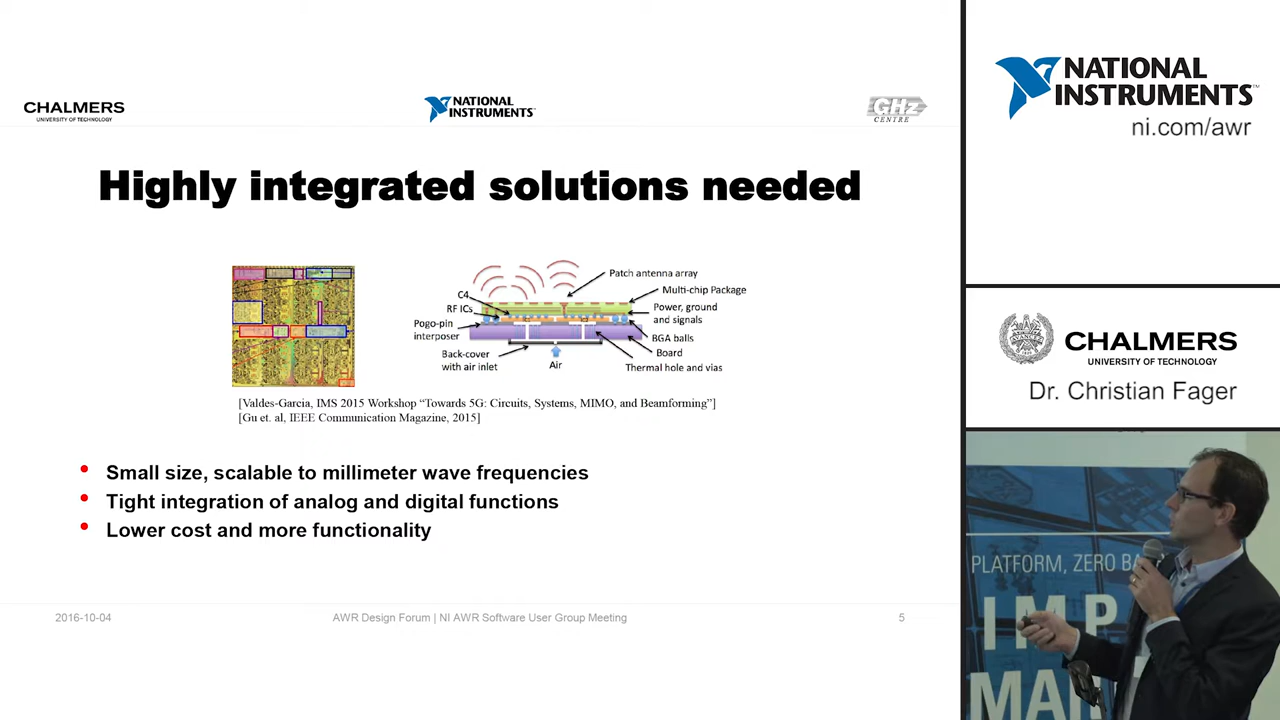 CHALMERS
UNIVERSITY OF TECHNOLOGY
NATIONAL
INSTRUMENTS
GHz
CENTRE
Highly integrated solutions needed
Patch antenna array
C4
Multi-chip Package
RF ICs
Power, ground
and signals
Pogo-pin
interposer
BGA balls
Back-cover
with air inlet
Board
Air
Thermal hole and vias
[Valdes-Garcia, IMS 2015 Workshop “Towards 5G: Circuits, Systems, MIMO, and Beamforming”]
[Gu et. al, IEEE Communication Magazine, 2015]
• Small size, scalable to millimeter wave frequencies
• Tight integration of analog and digital functions
• Lower cost and more functionality
2016-10-04
AWR Design Forum | NI AWR Software User Group Meeting
5
NATIONAL
INSTRUMENTS™
ni.com/awr
CHALMERS
UNIVERSITY OF TECHNOLOGY
Dr. Christian Fager
PLATFORM, ZERO BA
IMP
MAI